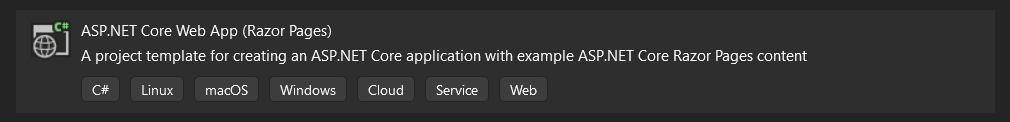 C#
ASP.NET Core Web App (Razor Pages)
A project template for creating an ASP.NET Core application with example ASP.NET Core Razor Pages content
C# Linux macOS Windows Cloud Service Web